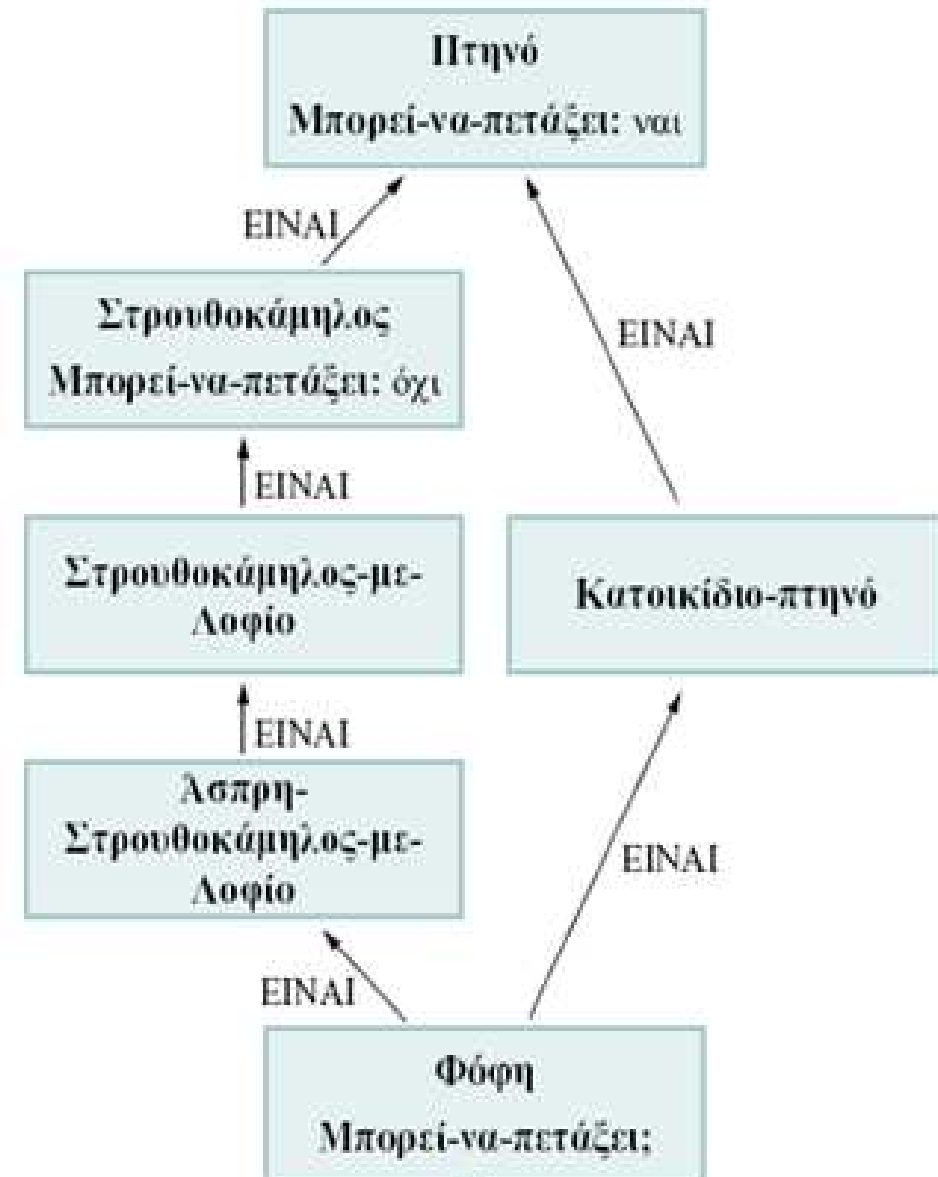 Πτηνό
Μπορεί-να-πετάξει: ναι
ΕΙΝΑΙ
Στρουθοκάμηλος
Μπορεί-να-πετάξει: όχι
ΕΙΝΑΙ
ΕΙΝΑΙ
Στρουθοκάμηλος-με-
Λοφίο
Κατοικίδιο-πτηνό
ΕΙΝΑΙ
Άσπρη-
Στρουθοκάμηλος-με-
Λοφίο
ΕΙΝΑΙ
ΕΙΝΑΙ
Φόφη
Μπορεί-να-πετάξει;